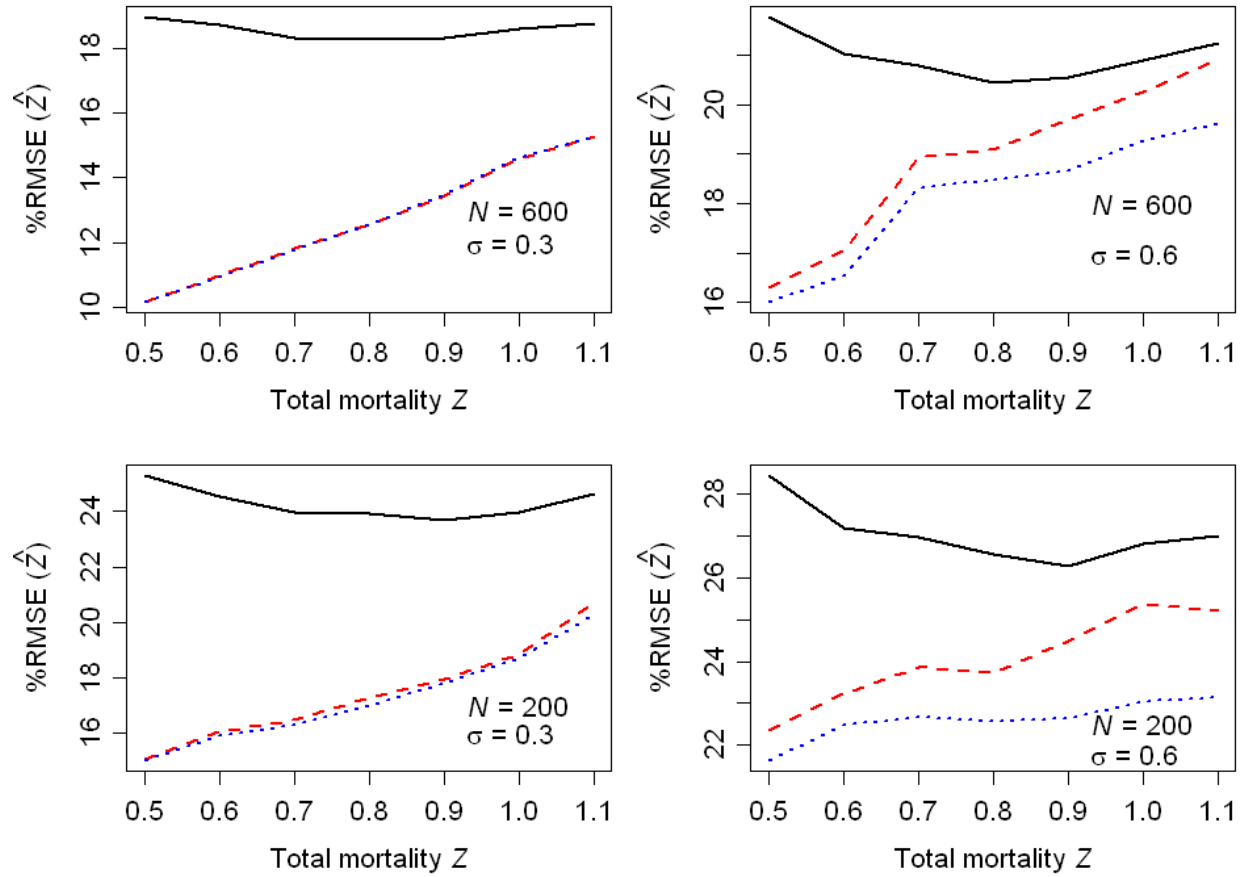 %RMSE (Ẑ)
18
16
14
12
10
N = 600
σ = 0.3
0.5 0.6 0.7 0.8 0.9 1.0 1.1
Total mortality Z
%RMSE (Ẑ)
20
18
16
N = 600
σ = 0.6
0.5 0.6 0.7 0.8 0.9 1.0 1.1
Total mortality Z
%RMSE (Ẑ)
24
22
20
18
16
N = 200
σ = 0.3
0.5 0.6 0.7 0.8 0.9 1.0 1.1
Total mortality Z
%RMSE (Ẑ)
28
26
24
22
N = 200
σ = 0.6
0.5 0.6 0.7 0.8 0.9 1.0 1.1
Total mortality Z